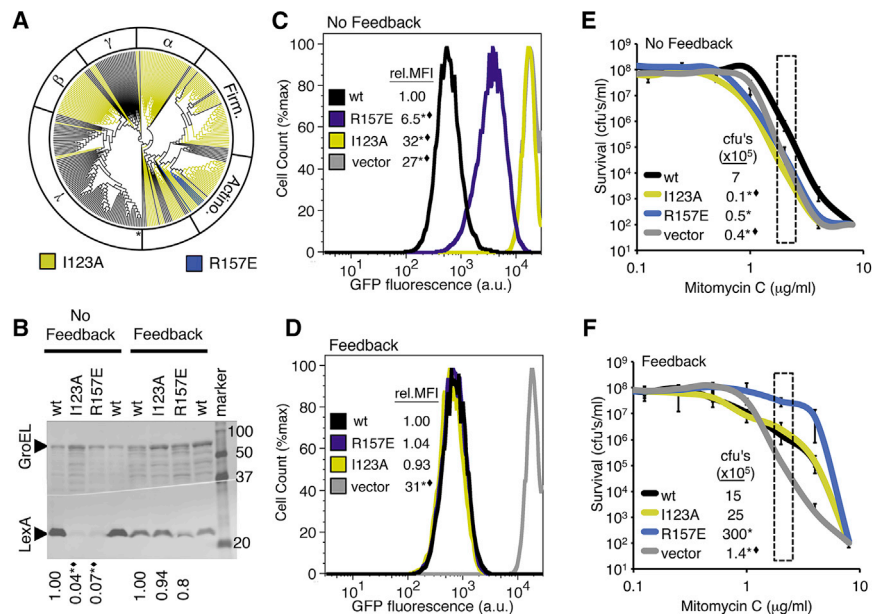 A
γ
α
β
Firm.
γ
Actino.
*
I123A
R157E
B
No
Feedback
Feedback
wt
I123A
R157E
wt
wt
I123A
R157E
wt
marker
GroEL
100
50
37
LexA
20
1.00
0.04*♦
0.07*♦
1.00
0.94
0.8
C
No Feedback
Cell Count (%max)
100
80
60
40
20
0
rel.MFI
wt 1.00
R157E 6.5*♦
I123A 32*♦
vector 27*♦
10¹ 10² 10³ 10⁴
GFP fluorescence (a.u.)
D
Feedback
Cell Count (%max)
100
80
60
40
20
0
rel.MFI
wt 1.00
R157E 1.04
I123A 0.93
vector 31*♦
10¹ 10² 10³ 10⁴
GFP fluorescence (a.u.)
E
No Feedback
Survival (cfu's/ml)
10⁹
10⁸
10⁷
10⁶
10⁵
10⁴
10³
10²
10¹
cfu's
(x10⁵)
wt 7
I123A 0.1*♦
R157E 0.5*
vector 0.4*♦
0.1 1 10
Mitomycin C (μg/ml)
F
Feedback
Survival (cfu's/ml)
10⁹
10⁸
10⁷
10⁶
10⁵
10⁴
10³
10²
10¹
cfu's
(x10⁵)
wt 15
I123A 25
R157E 300*
vector 1.4*♦
0.1 1 10
Mitomycin C (μg/ml)